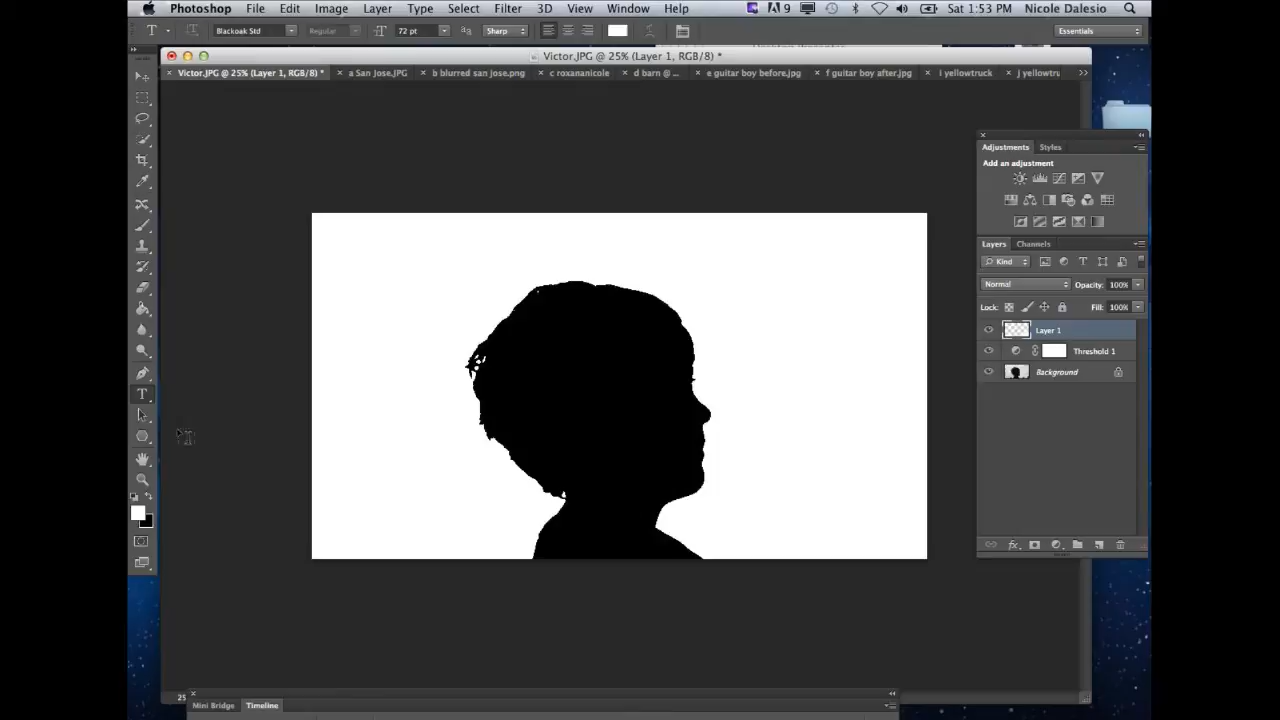 Photoshop File Edit Image Layer Type Select Filter 3D View Window Help 9 Sat 1:53 PM Nicole Dalesio
T Blackoak Std Regular 72 pt Sharp Essentials
Victor.JPG @ 25% (Layer 1, RGB/8) *
Victor.JPG @ 25% (Layer 1, RGB/8) * a San Jose.JPG b blurred san jose.png c roxananicole d barn @ ... e guitar boy before.jpg f guitar boy after.jpg i yellowtruck j yellowtru
Adjustments Styles
Add an adjustment
Layers Channels
Kind
Normal Opacity: 100%
Lock: Fill: 100%
Layer 1
Threshold 1
Background
25
Mini Bridge Timeline